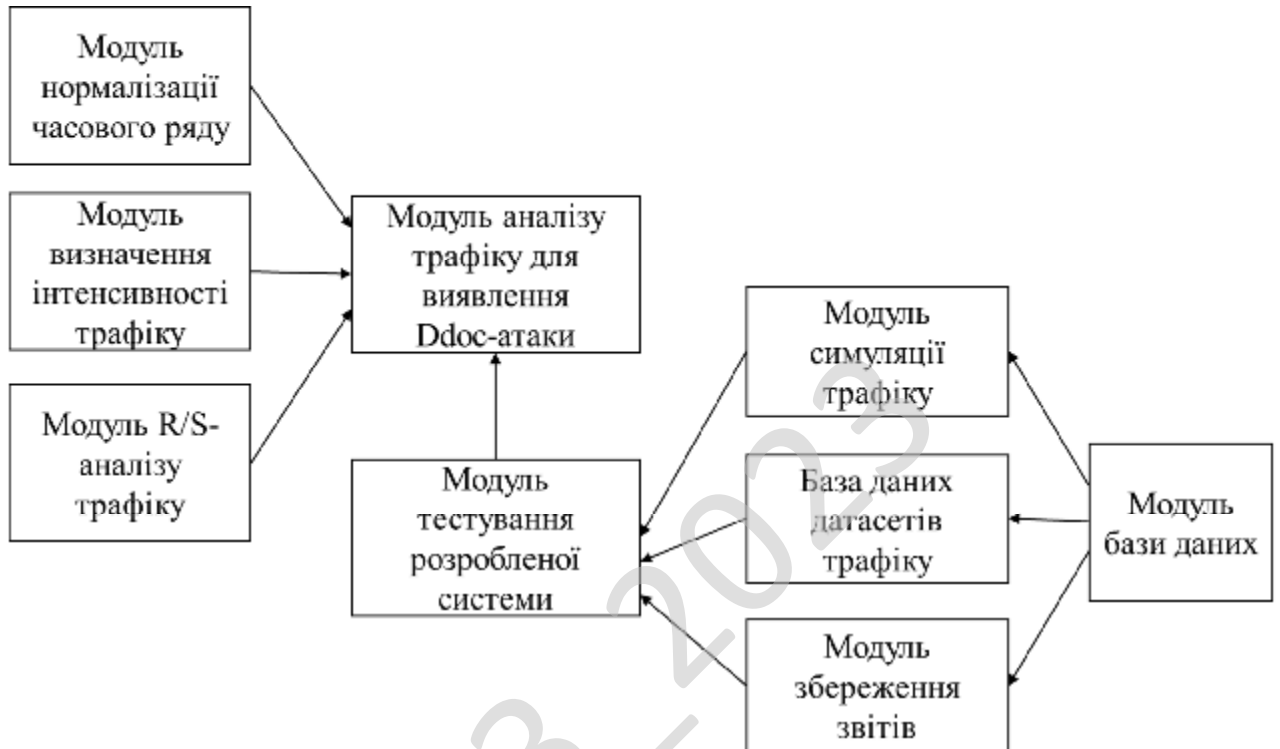 Модуль
нормалізації
часового ряду
Модуль
визначення
інтенсивності
трафіку
Модуль R/S-
аналізу
трафіку
Модуль аналізу
трафіку для
виявлення
Ddoc-атаки
Модуль
тестування
розробленої
системи
Модуль
симуляції
трафіку
База даних
датасетів
трафіку
Модуль
збереження
звітів
Модуль
бази даних
3_2023